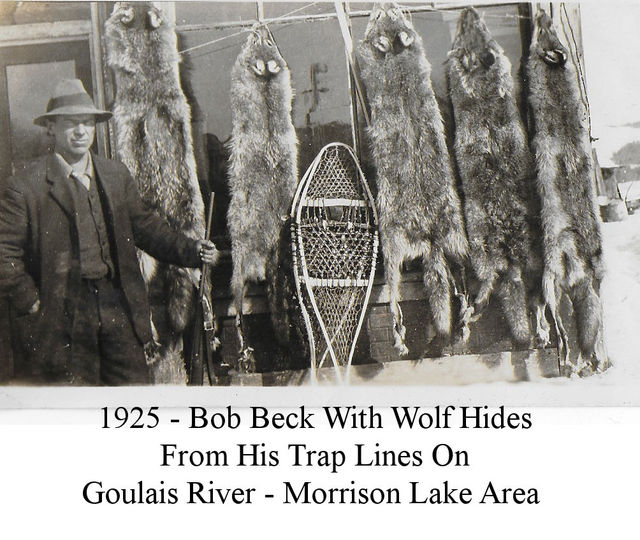 1925 - Bob Beck With Wolf Hides
From His Trap Lines On
Goulais River - Morrison Lake Area